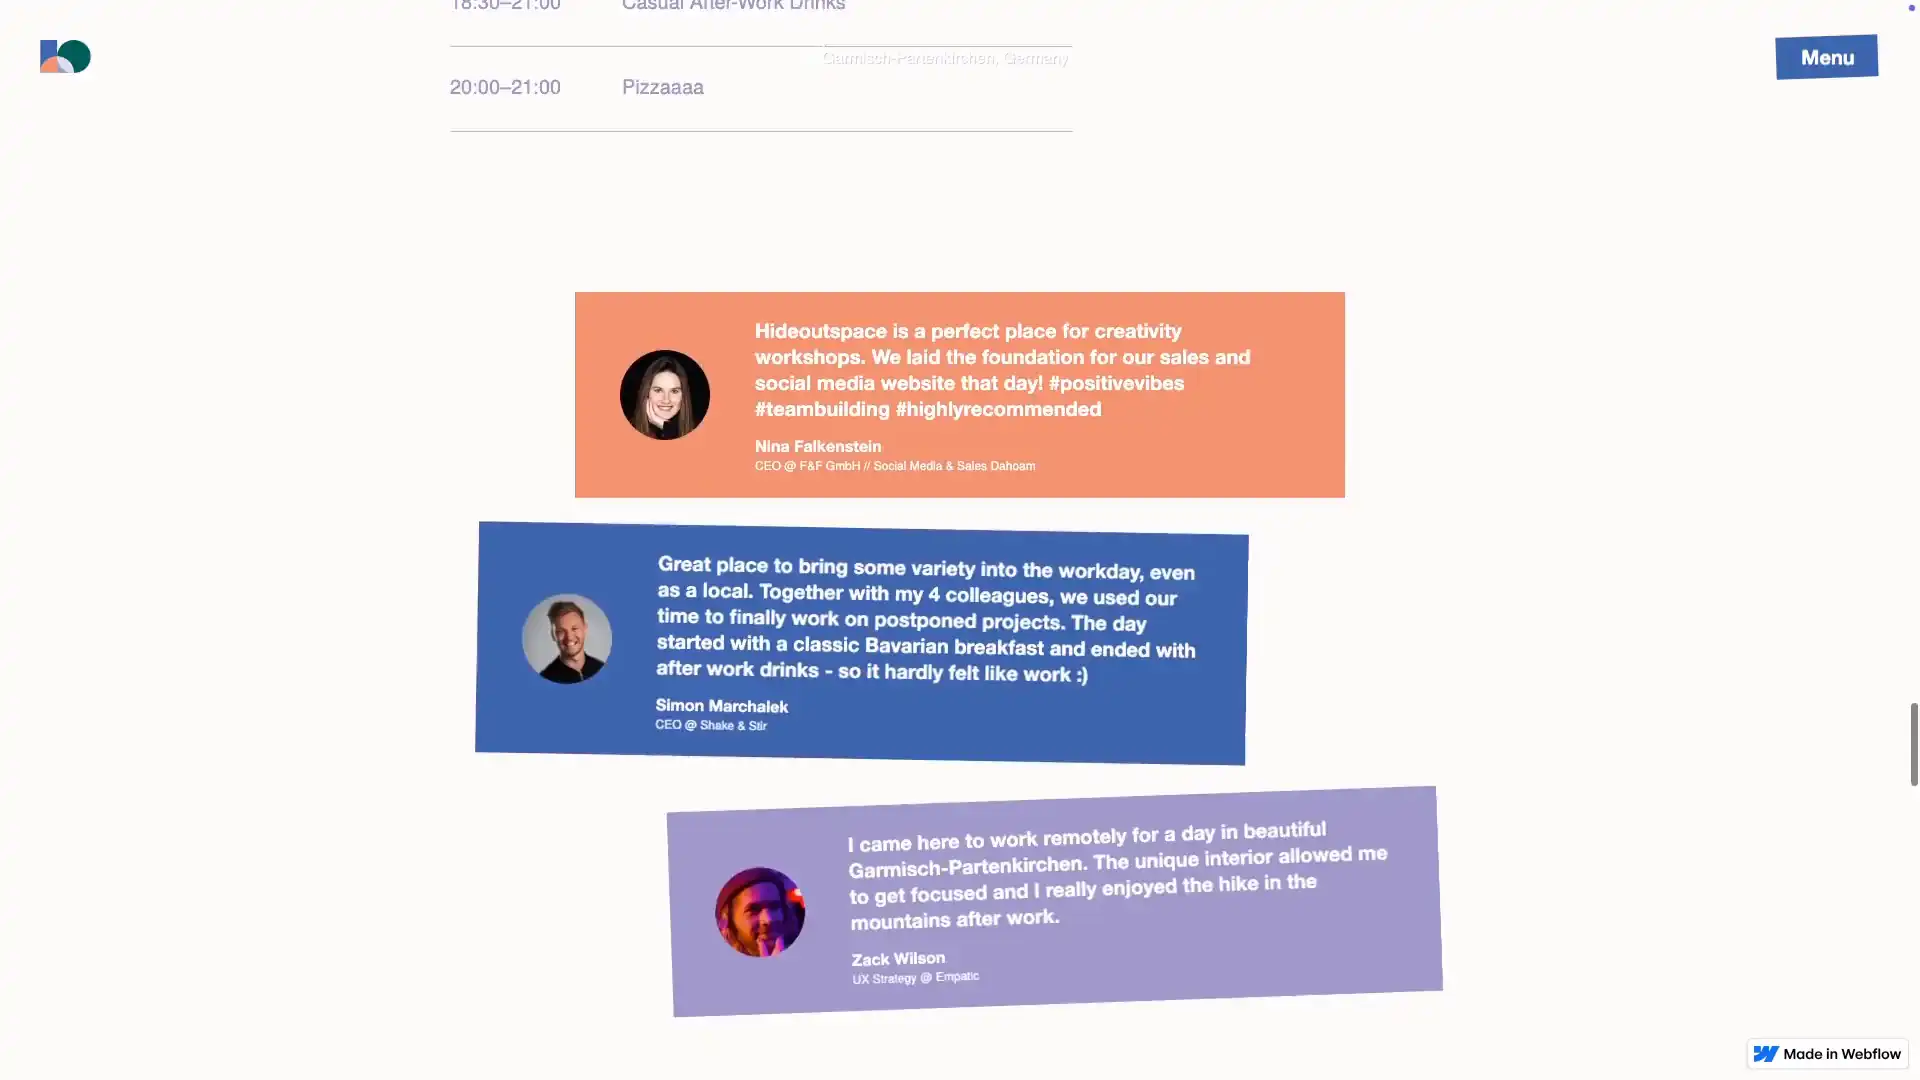 18:30–21:00 Casual After-Work Drinks
Garmisch-Partenkirchen, Germany
Menu
20:00–21:00 Pizzaaaa
Hideoutspace is a perfect place for creativity
workshops. We laid the foundation for our sales and
social media website that day! #positivevibes
#teambuilding #highlyrecommended
Nina Falkenstein
CEO @ F&F GmbH // Social Media & Sales Dahoam
Great place to bring some variety into the workday, even
as a local. Together with my 4 colleagues, we used our
time to finally work on postponed projects. The day
started with a classic Bavarian breakfast and ended with
after work drinks - so it hardly felt like work :)
Simon Marchalek
CEO @ Shake & Stir
I came here to work remotely for a day in beautiful
Garmisch-Partenkirchen. The unique interior allowed me
to get focused and I really enjoyed the hike in the
mountains after work.
Zack Wilson
UX Strategy @ Empatic
Made in Webflow